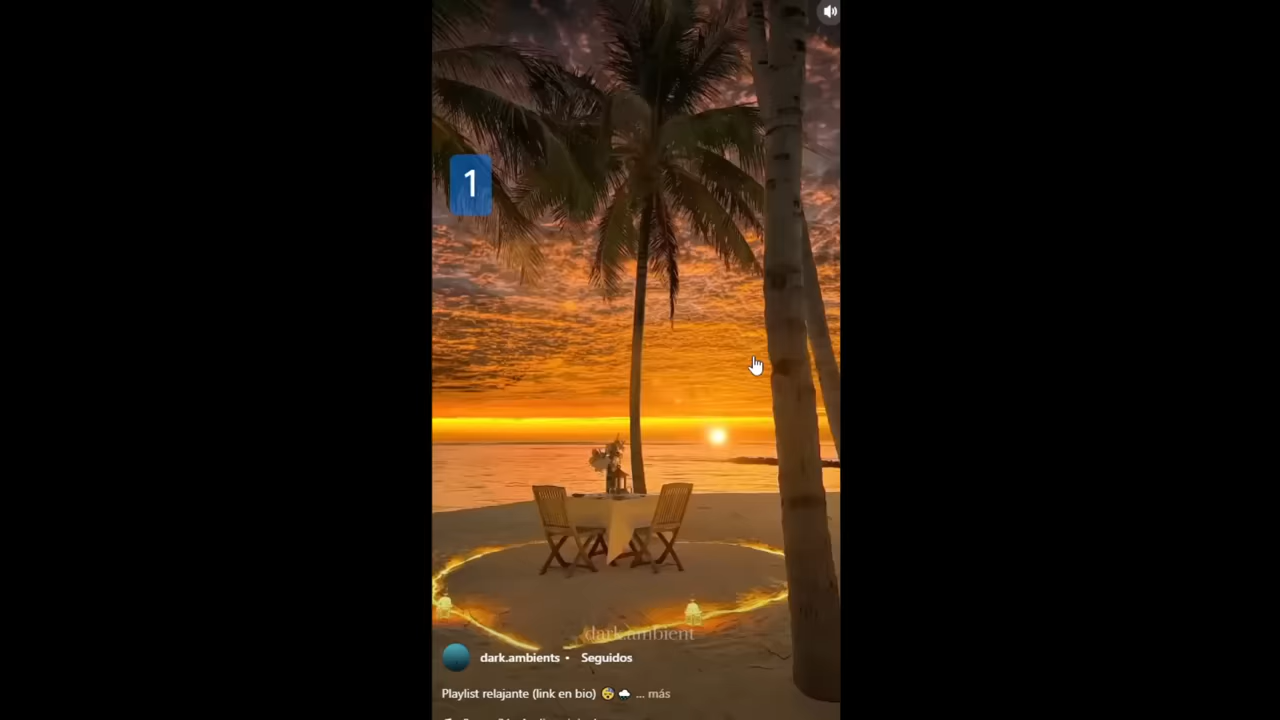 1
dark.ambient
dark.ambients • Seguidos
Playlist relajante (link en bio) 😴🌧️ ... más